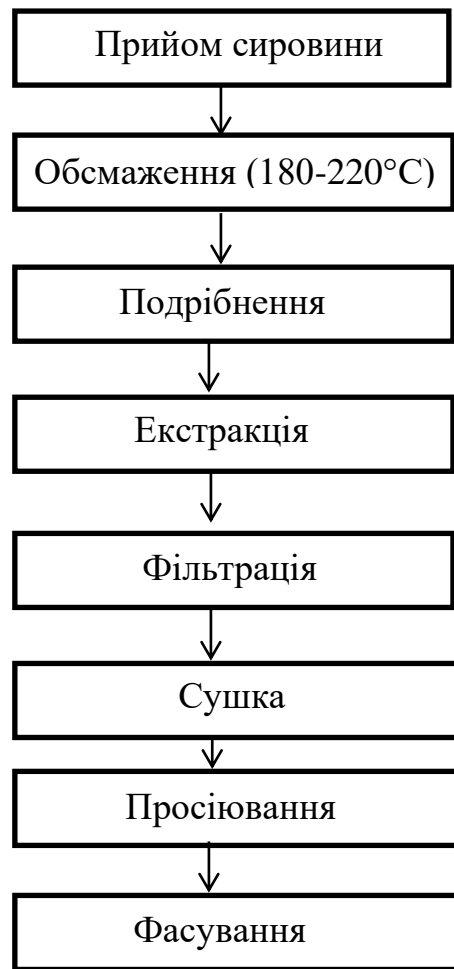 Прийом сировини
Обсмаження (180-220°C)
Подрібнення
Екстракція
Фільтрація
Сушка
Просіювання
Фасування